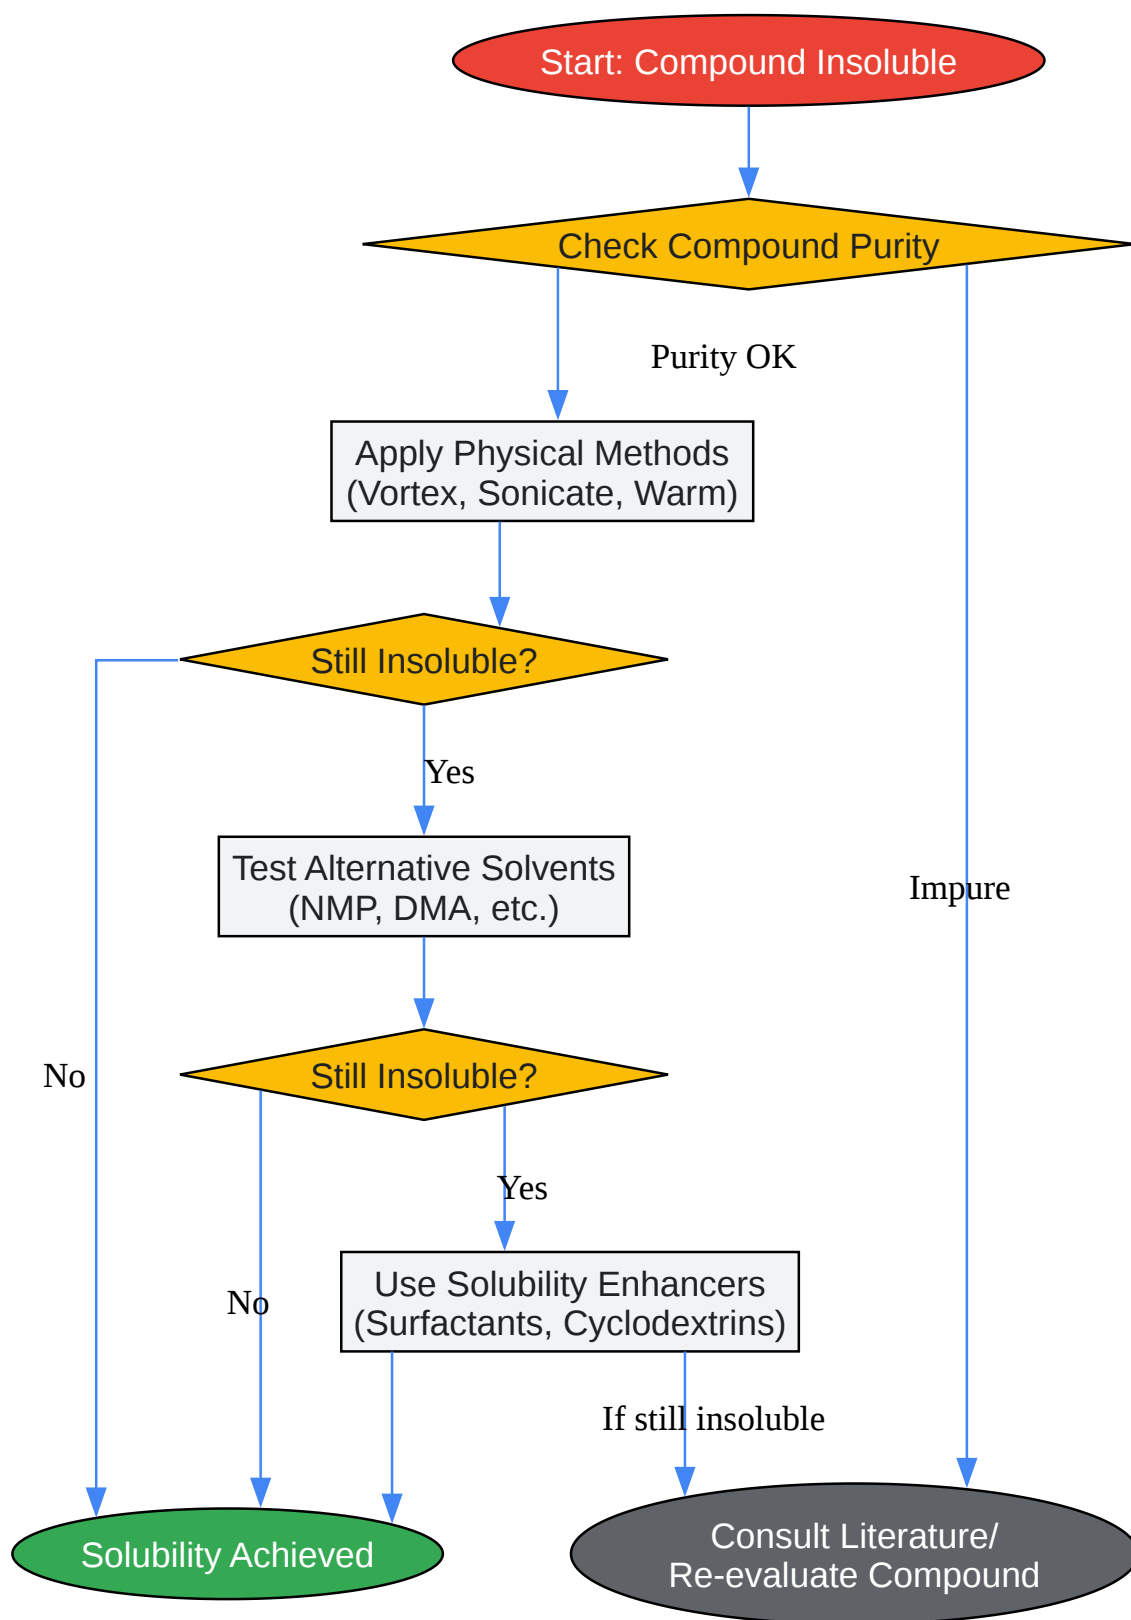 Start: Compound Insoluble
Check Compound Purity
Purity OK
Apply Physical Methods
(Vortex, Sonicate, Warm)
Still Insoluble?
Yes
Test Alternative Solvents
(NMP, DMA, etc.)
Impure
No
Still Insoluble?
Yes
Use Solubility Enhancers
(Surfactants, Cyclodextrins)
No
If still insoluble
Solubility Achieved
Consult Literature/
Re-evaluate Compound